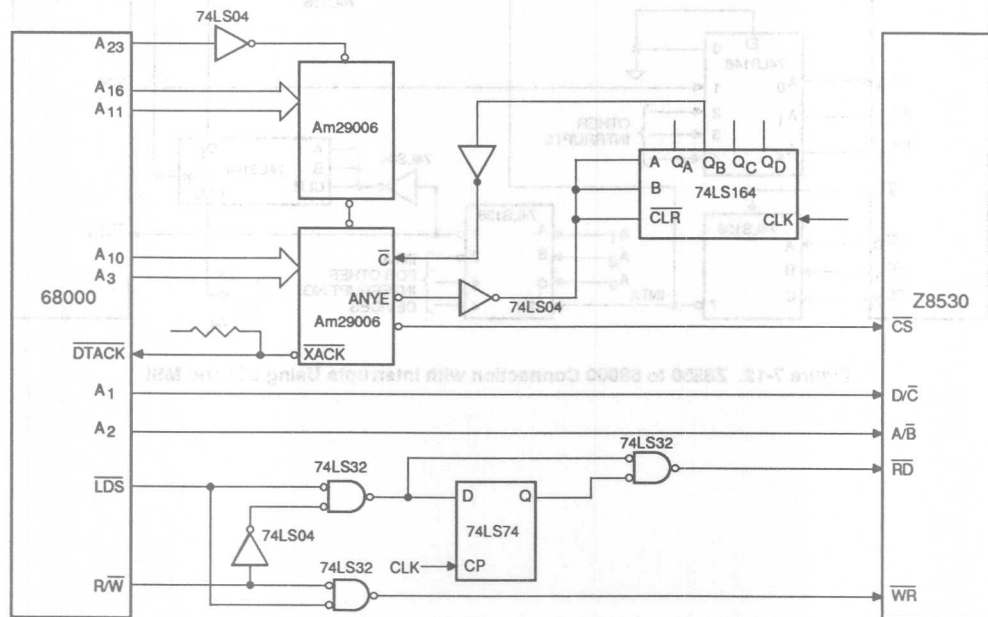 74LS04
A23
A16
A11
Am29006
A QA QB QC QD
B 74LS164
CLR CLK
A10
A3
C
68000
ANYE
74LS04
Z8530
Am29006
CS
DTACK
XACK
A1
D/C
A2
A/B
74LS32
74LS32
LDS
RD
D Q
74LS74
74LS04
74LS32
CLK
CP
R/W
WR